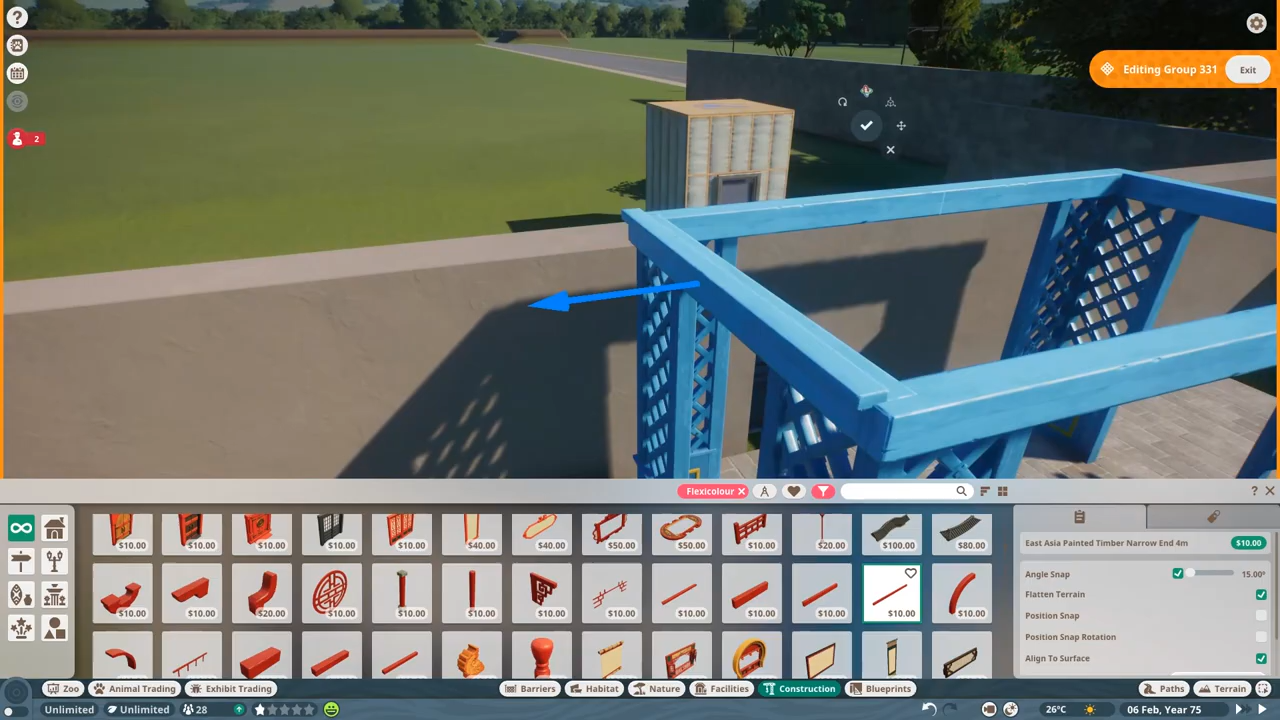 ?
Editing Group 331
Exit
2
Flexicolour ×
? ×
$10.00 $10.00 $10.00 $10.00 $10.00 $40.00 $40.00 $50.00 $50.00 $10.00 $20.00 $100.00 $80.00
East Asia Painted Timber Narrow End 4m $10.00
Angle Snap 15.00°
$10.00 $10.00 $20.00 $10.00 $10.00 $10.00 $10.00 $10.00 $10.00 $10.00 $10.00 $10.00 $10.00
Flatten Terrain
Position Snap
Position Snap Rotation
Align To Surface
Zoo Animal Trading Exhibit Trading Barriers Habitat Nature Facilities Construction Blueprints Paths Terrain
Unlimited Unlimited 28 26°C 06 Feb, Year 75